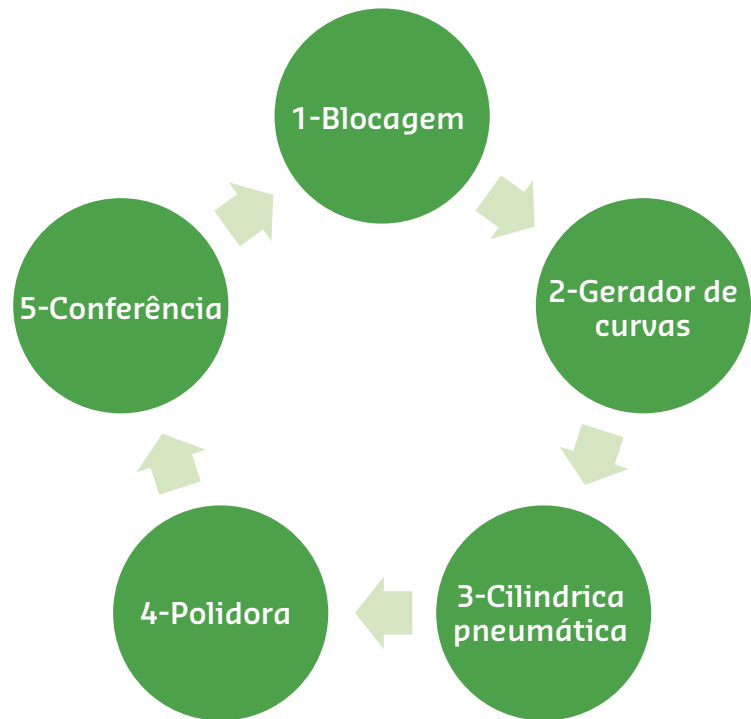 1-Blocagem
2-Gerador de
curvas
3-Cilindrica
pneumática
4-Polidora
5-Conferência